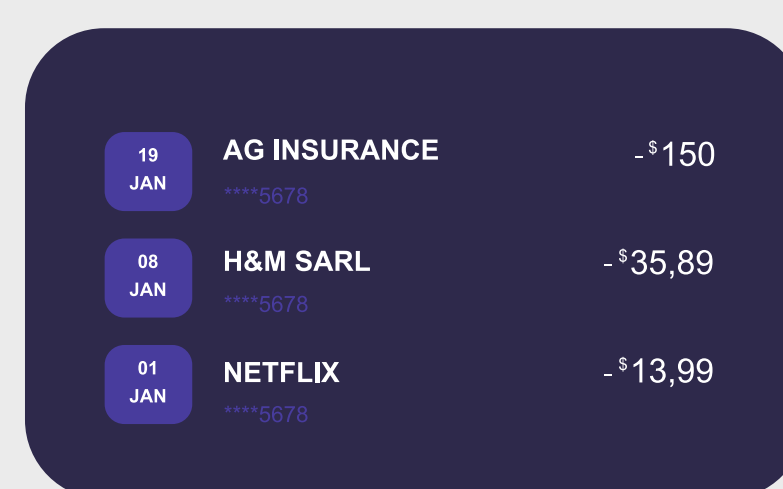 19
JAN
AG INSURANCE
-$150
****5678
08
JAN
H&M SARL
-$35,89
****5678
01
JAN
NETFLIX
-$13,99
****5678